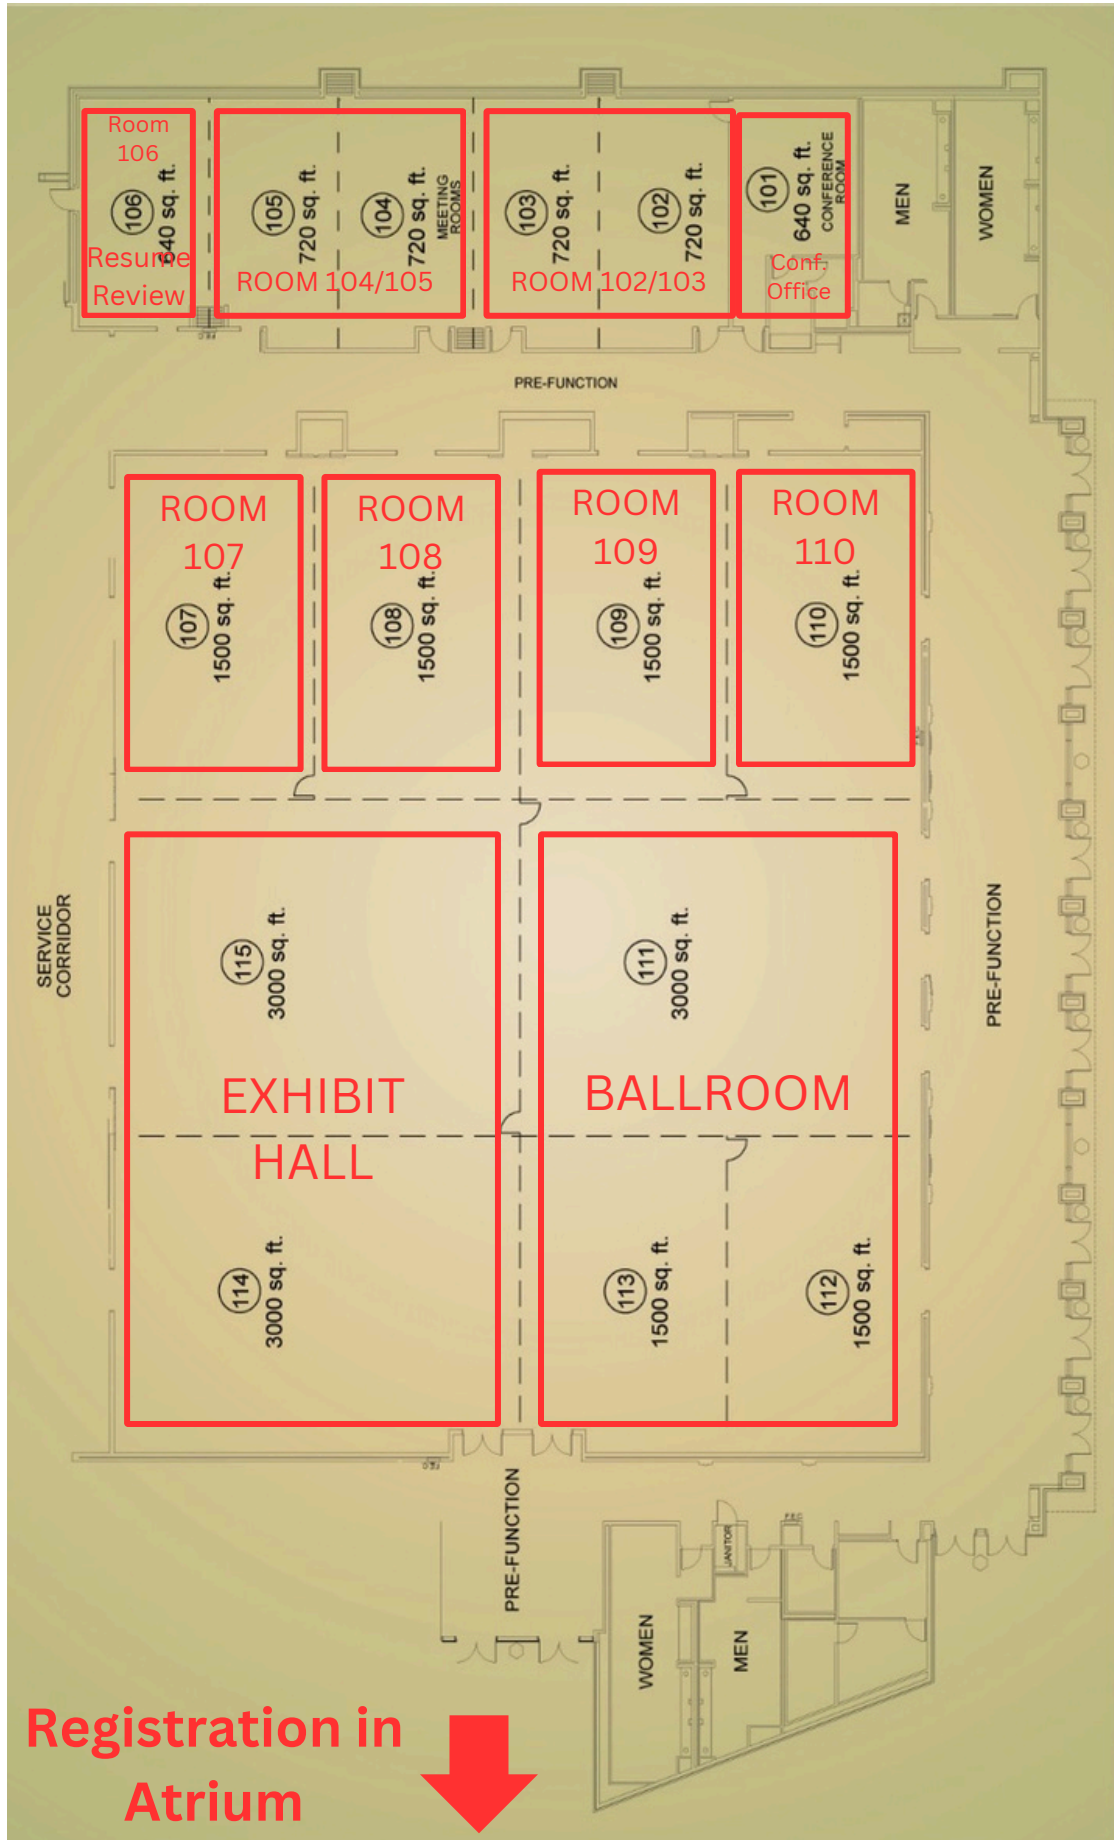 Room
106
106
640 sq. ft.
Resume
Review
105
720 sq. ft.
104
720 sq. ft.
MEETING
ROOMS
ROOM 104/105
103
720 sq. ft.
102
720 sq. ft.
ROOM 102/103
101
640 sq. ft.
CONFERENCE
ROOM
Conf.
Office
MEN
WOMEN
PRE-FUNCTION
ROOM
107
107
1500 sq. ft.
ROOM
108
108
1500 sq. ft.
ROOM
109
109
1500 sq. ft.
ROOM
110
110
1500 sq. ft.
SERVICE
CORRIDOR
115
3000 sq. ft.
111
3000 sq. ft.
PRE-FUNCTION
EXHIBIT
HALL
BALLROOM
114
3000 sq. ft.
113
1500 sq. ft.
112
1500 sq. ft.
PRE-FUNCTION
JANITOR
F.E.C
WOMEN
MEN
Registration in
Atrium